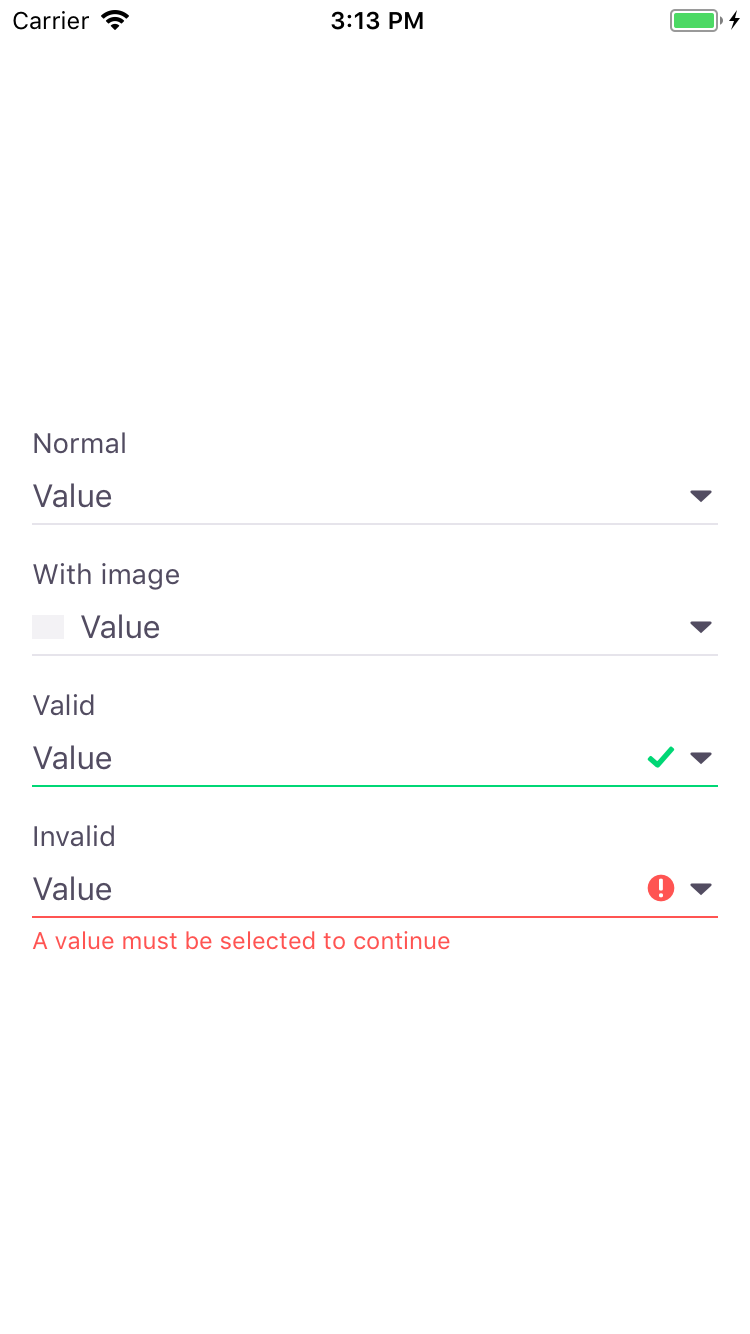 Carrier 3:13 PM
Normal
Value
With image
Value
Valid
Value
Invalid
Value
A value must be selected to continue